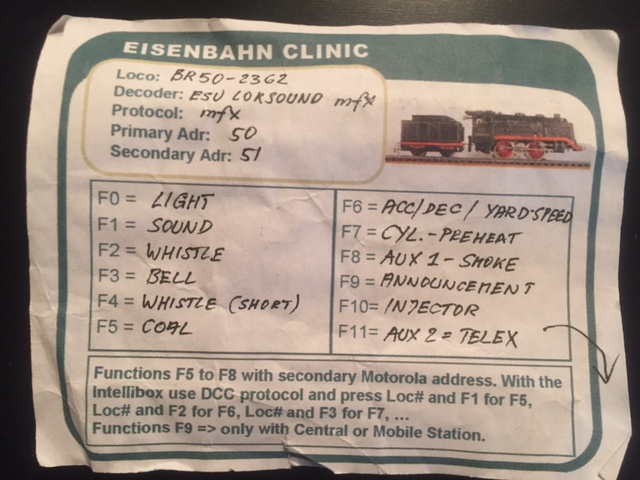 EISENBAHN CLINIC
Loco: BR50-2362
Decoder: ESU LOKSOUND mfx
Protocol: mfx
Primary Adr: 50
Secondary Adr: 51
F0 = LIGHT
F1 = SOUND
F2 = WHISTLE
F3 = BELL
F4 = WHISTLE (SHORT)
F5 = COAL
F6 = ACC/DEC / YARD-SPEED
F7 = CYL.-PREHEAT
F8 = AUX 1 - SMOKE
F9 = ANNOUNCEMENT
F10= INJECTOR
F11= AUX 2 = TELEX
Functions F5 to F8 with secondary Motorola address. With the
Intellibox use DCC protocol and press Loc# and F1 for F5,
Loc# and F2 for F6, Loc# and F3 for F7, ...
Functions F9 => only with Central or Mobile Station.